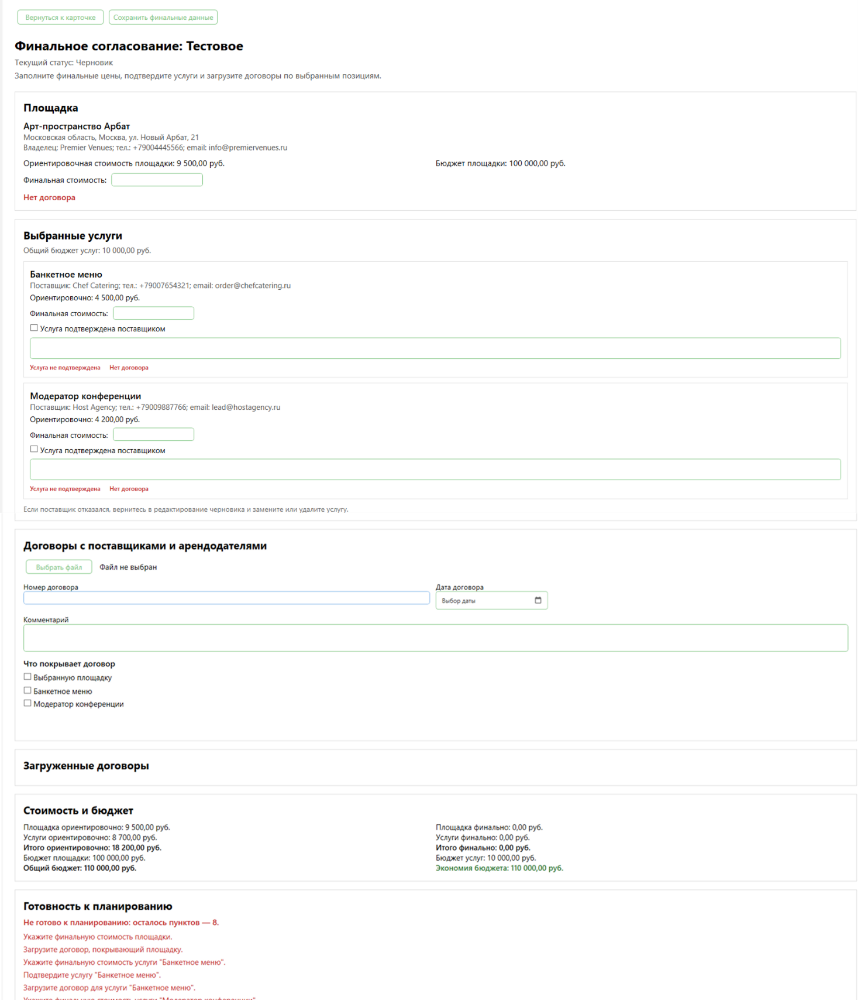 Вернуться к карточке Сохранить финальные данные
Финальное согласование: Тестовое
Текущий статус: Черновик
Заполните финальные цены, подтвердите услуги и загрузите договоры по выбранным позициям.
Площадка
Арт-пространство Арбат
Московская область, Москва, ул. Новый Арбат, 21
Владелец: Premier Venues; тел.: +79004445566; email: info@premiervenues.ru
Ориентировочная стоимость площадки: 9 500,00 руб. Бюджет площадки: 100 000,00 руб.
Финальная стоимость:
Нет договора
Выбранные услуги
Общий бюджет услуг: 10 000,00 руб.
Банкетное меню
Поставщик: Chef Catering; тел.: +79007654321; email: order@chefcatering.ru
Ориентировочно: 4 500,00 руб.
Финальная стоимость:
Услуга подтверждена поставщиком
Услуга не подтверждена Нет договора
Модератор конференции
Поставщик: Host Agency; тел.: +79009887766; email: lead@hostagency.ru
Ориентировочно: 4 200,00 руб.
Финальная стоимость:
Услуга подтверждена поставщиком
Услуга не подтверждена Нет договора
Если поставщик отказался, вернитесь в редактирование черновика и замените или удалите услугу.
Договоры с поставщиками и арендодателями
Выбрать файл Файл не выбран
Номер договора Дата договора
Выбор даты
Комментарий
Что покрывает договор
Выбранную площадку
Банкетное меню
Модератор конференции
Загруженные договоры
Стоимость и бюджет
Площадка ориентировочно: 9 500,00 руб. Площадка финально: 0,00 руб.
Услуги ориентировочно: 8 700,00 руб. Услуги финально: 0,00 руб.
Итого ориентировочно: 18 200,00 руб. Итого финально: 0,00 руб.
Бюджет площадки: 100 000,00 руб. Бюджет услуг: 10 000,00 руб.
Общий бюджет: 110 000,00 руб. Экономия бюджета: 110 000,00 руб.
Готовность к планированию
Не готово к планированию: осталось пунктов — 8.
Укажите финальную стоимость площадки.
Загрузите договор, покрывающий площадку.
Укажите финальную стоимость услуги "Банкетное меню".
Подтвердите услугу "Банкетное меню".
Загрузите договор для услуги "Банкетное меню".
Укажите финальную стоимость услуги "Модератор конференции".